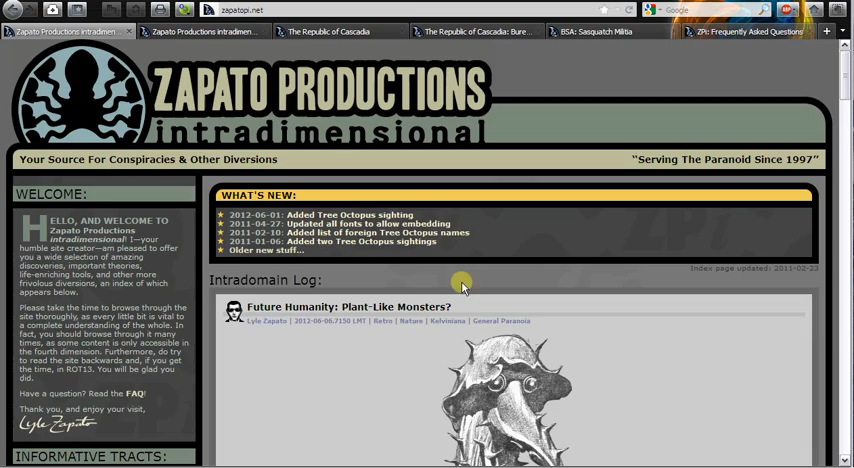 zapatopi.net
Google
Zapato Productions intradimen...
Zapato Productions intradimen...
The Republic of Cascadia
The Republic of Cascadia: Bure...
BSA: Sasquatch Militia
ZPi: Frequently Asked Questions
ZAPATO PRODUCTIONS
intradimensional
Your Source For Conspiracies & Other Diversions
“Serving The Paranoid Since 1997”
WELCOME:
HELLO, AND WELCOME TO
Zapato Productions
intradimensional! I—your
humble site creator—am pleased to offer
you a wide selection of amazing
discoveries, important theories,
life-enriching tools, and other more
frivolous diversions, an index of which
appears below.
Please take the time to browse through the
site thoroughly, as every little bit is vital to
a complete understanding of the whole. In
fact, you should browse through it many
times, as some content is only accessible in
the fourth dimension. Furthermore, do try
to read the site backwards and, if you get
the time, in ROT13. You will be glad you
did.
Have a question? Read the FAQ!
Thank you, and enjoy your visit,
Lyle Zapato
INFORMATIVE TRACTS:
WHAT'S NEW:
2012-06-01: Added Tree Octopus sighting
2011-04-27: Updated all fonts to allow embedding
2011-02-10: Added list of foreign Tree Octopus names
2011-01-06: Added two Tree Octopus sightings
Older new stuff...
Index page updated: 2011-02-23
Intradomain Log:
Future Humanity: Plant-Like Monsters?
Lyle Zapato | 2012-06-06.7150 LMT | Retro | Nature | Kelviniana | General Paranoia